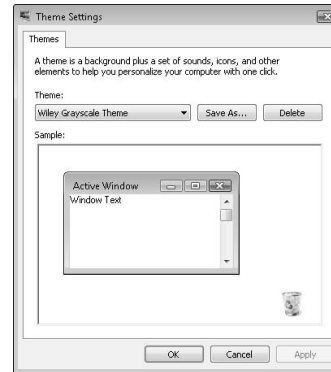 Theme Settings
Themes
A theme is a background plus a set of sounds, icons, and other
elements to help you personalize your computer with one click.
Theme:
Wiley Grayscale Theme
Save As...
Delete
Sample:
Active Window
Window Text
OK
Cancel
Apply